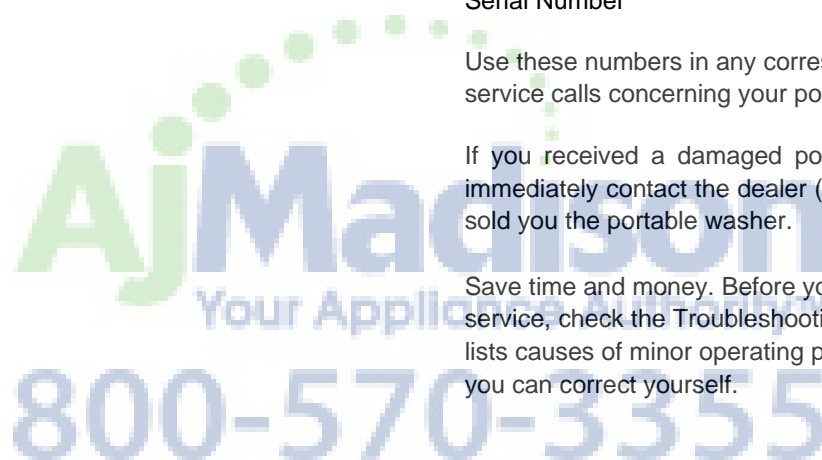 Serial Number
Use these numbers in any corres
service calls concerning your po
If you received a damaged po
immediately contact the dealer (
sold you the portable washer.
Save time and money. Before yo
service, check the Troubleshooti
lists causes of minor operating p
you can correct yourself.
AjMadison
Your Appliance Authority
800-570-3355